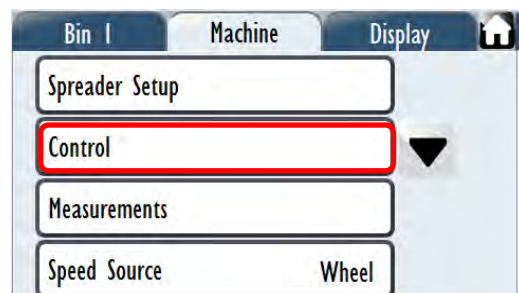 Bin 1 Machine Display
Spreader Setup
Control
Measurements
Speed Source Wheel